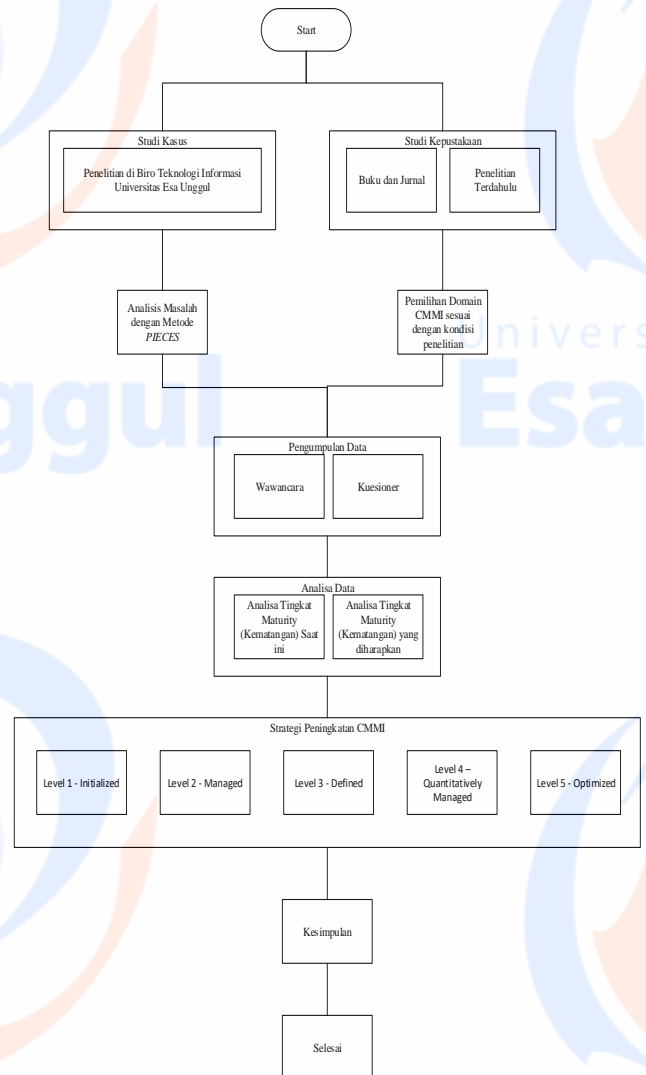 Start
Studi Kasus
Penelitian di Biro Teknologi Informasi
Universitas Esa Unggul
Studi Kepustakaan
Buku dan Jurnal
Penelitian
Terdahulu
Analisis Masalah
dengan Metode
PIECES
Pemilihan Domain
CMMI sesuai
dengan kondisi
penelitian
Univers
nggul
Esa
Pengumpulan Data
Wawancara
Kuesioner
Analisa Data
Analisa Tingkat
Maturity
(Kematangan) Saat
ini
Analisa Tingkat
Maturity
(Kematangan) yang
diharapkan
Strategi Peningkatan CMMI
Level 1 - Initialized
Level 2 - Managed
Level 3 - Defined
Level 4 –
Quantitatively
Managed
Level 5 - Optimized
Kesimpulan
Selesai